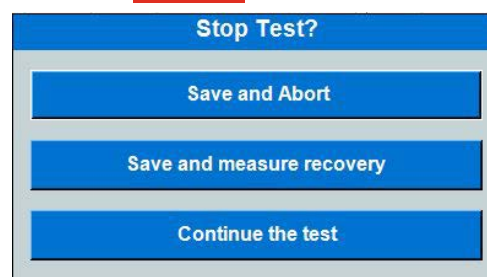 Stop Test?
Save and Abort
Save and measure recovery
Continue the test